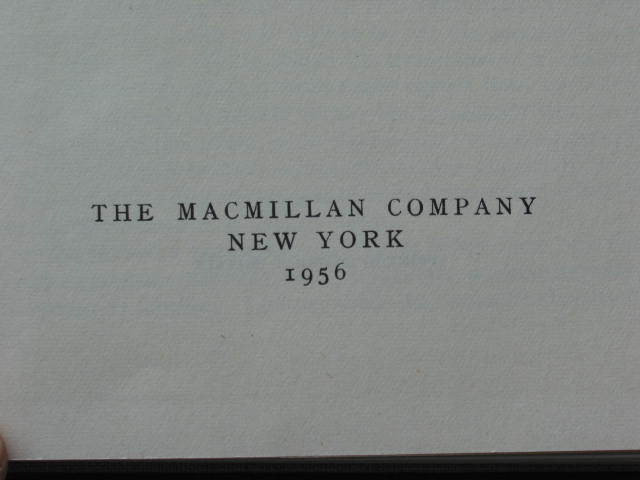 THE MACMILLAN COMPANY
NEW YORK
1956